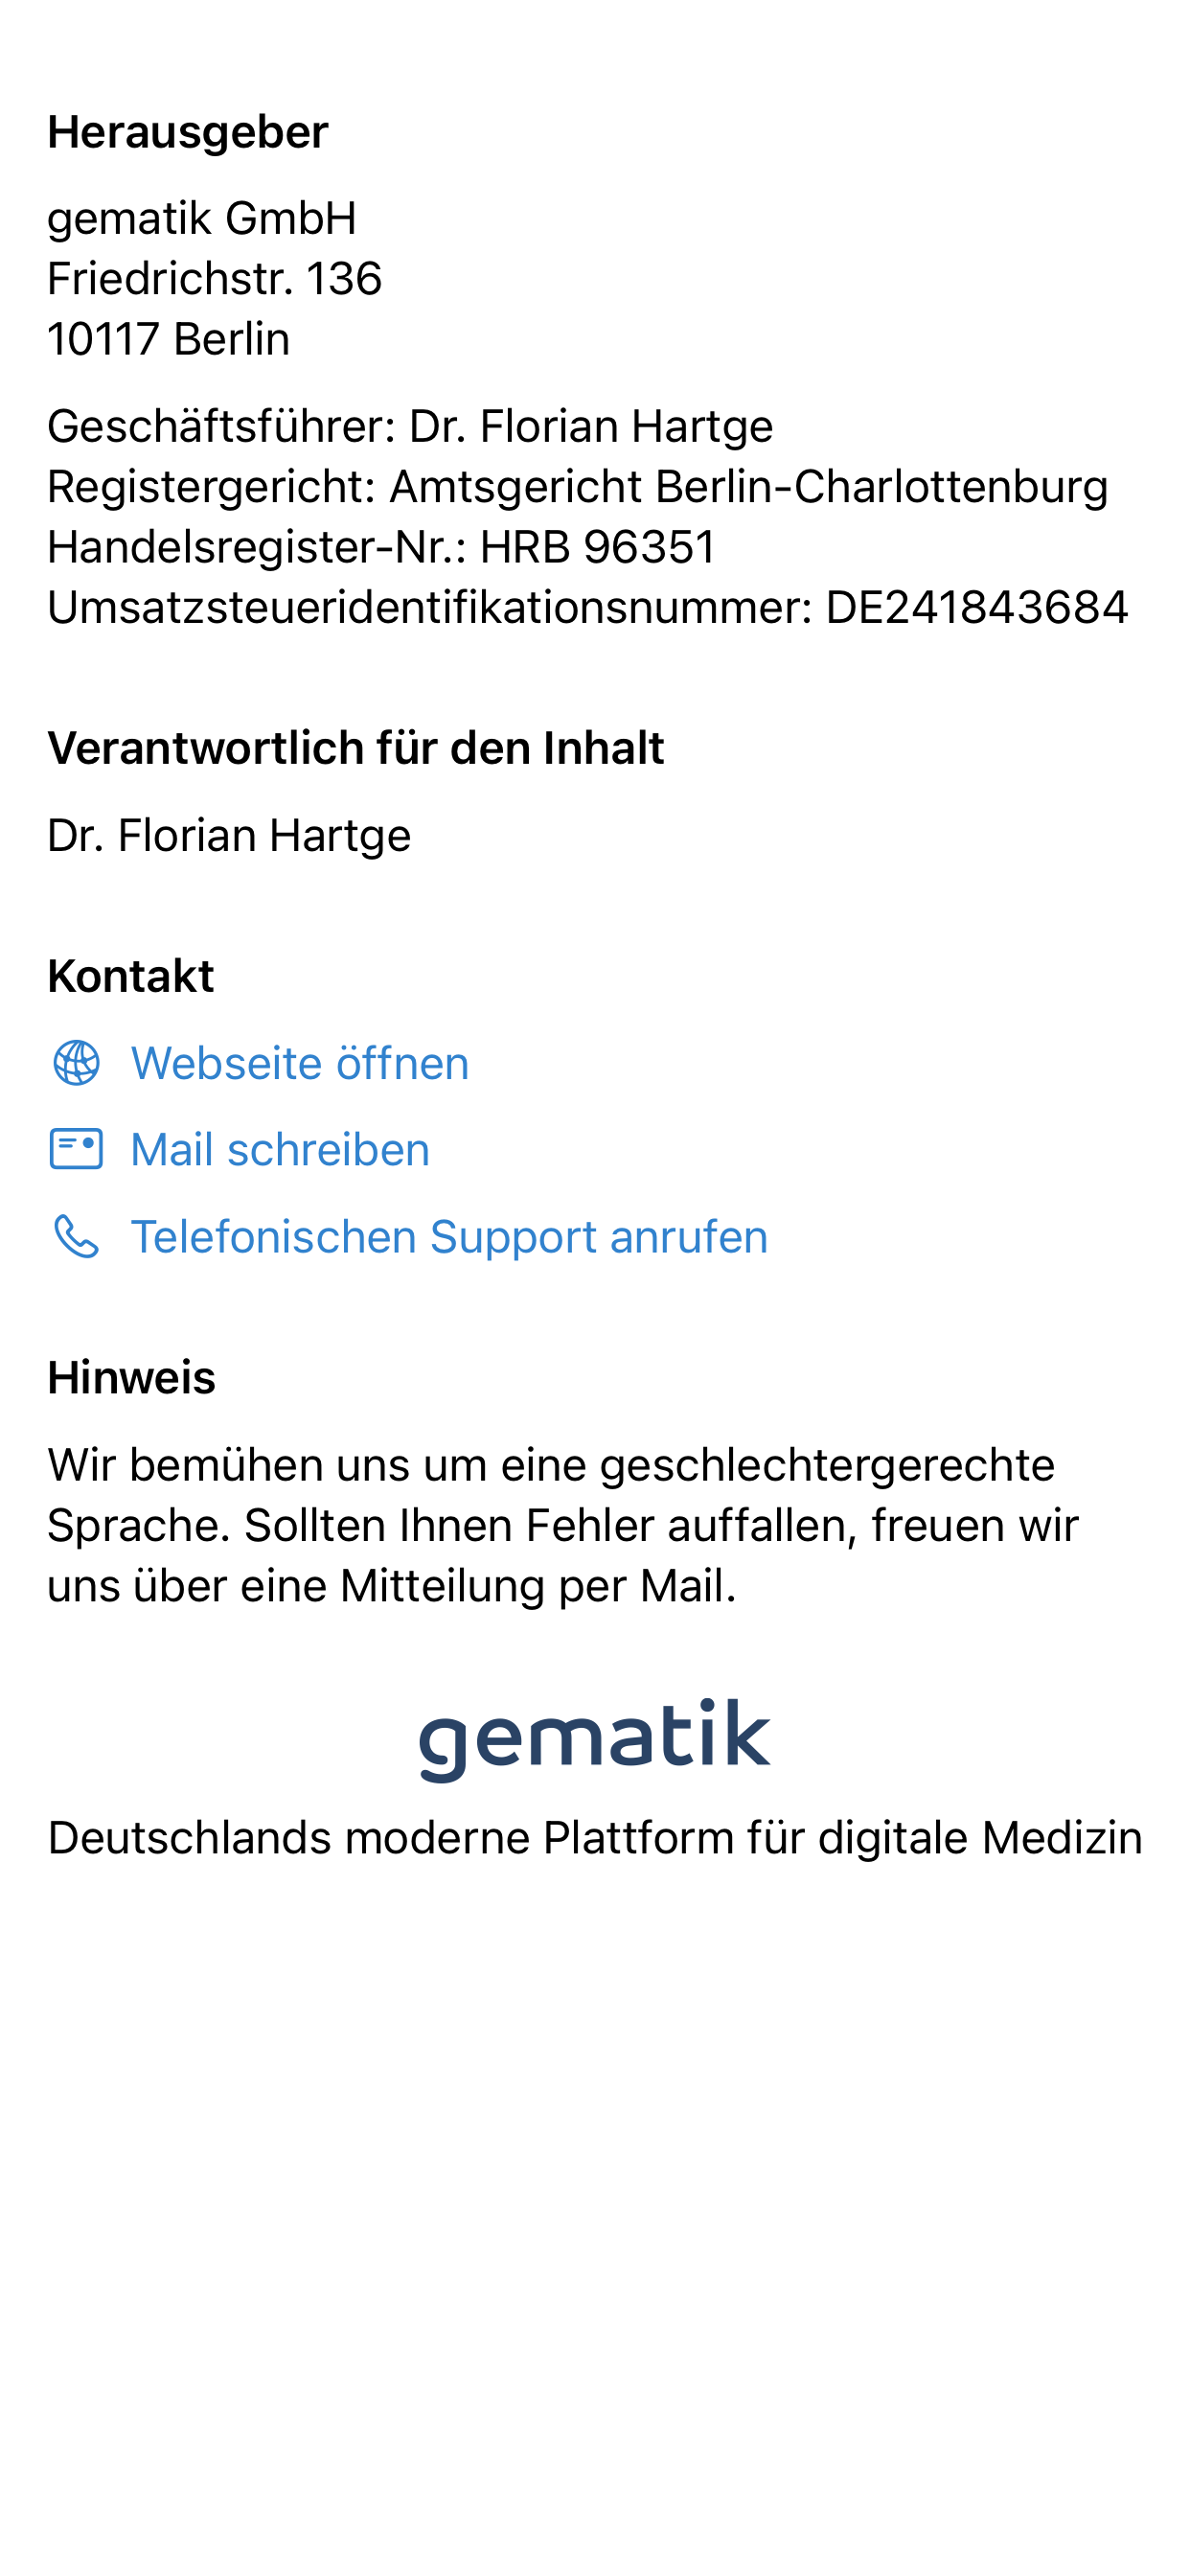 Herausgeber
gematik GmbH
Friedrichstr. 136
10117 Berlin
Geschäftsführer: Dr. Florian Hartge
Registergericht: Amtsgericht Berlin-Charlottenburg
Handelsregister-Nr.: HRB 96351
Umsatzsteueridentifikationsnummer: DE241843684
Verantwortlich für den Inhalt
Dr. Florian Hartge
Kontakt
Webseite öffnen
Mail schreiben
Telefonischen Support anrufen
Hinweis
Wir bemühen uns um eine geschlechtergerechte
Sprache. Sollten Ihnen Fehler auffallen, freuen wir
uns über eine Mitteilung per Mail.
gematik
Deutschlands moderne Plattform für digitale Medizin